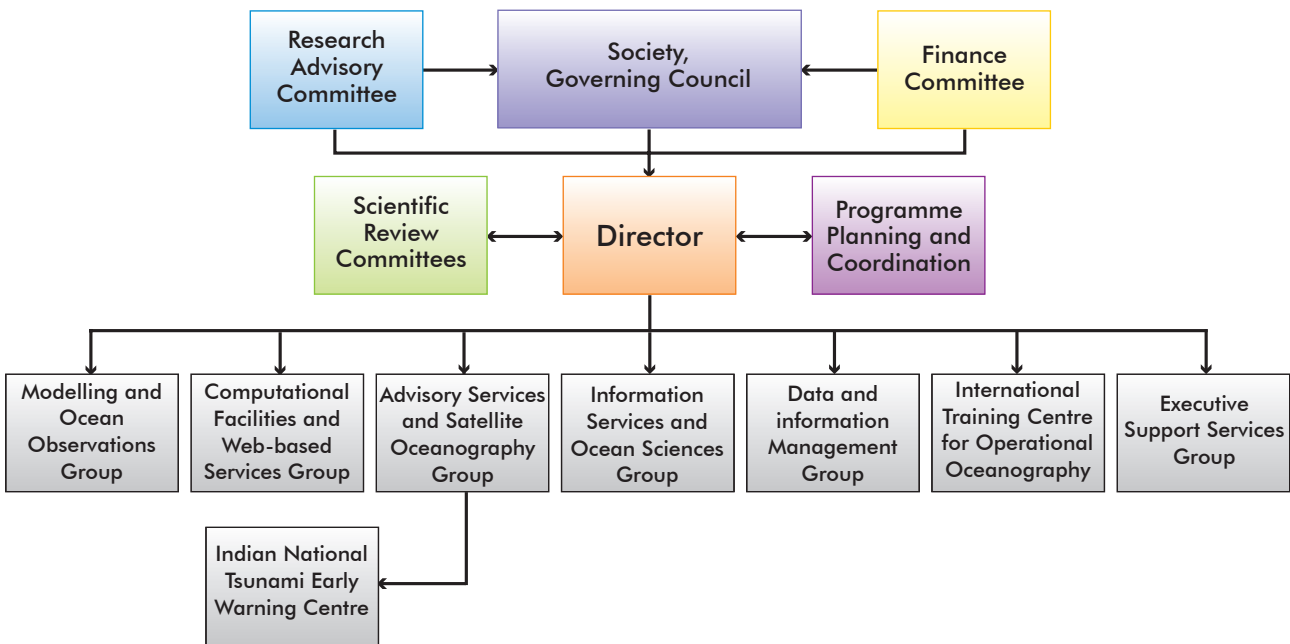 Research
Advisory
Committee
Society,
Governing Council
Finance
Committee
Scientific
Review
Committees
Director
Programme
Planning and
Coordination
Modelling and
Ocean
Observations
Group
Computational
Facilities and
Web-based
Services Group
Advisory Services
and Satellite
Oceanography
Group
Information
Services and
Ocean Sciences
Group
Data and
information
Management
Group
International
Training Centre
for Operational
Oceanography
Executive
Support Services
Group
Indian National
Tsunami Early
Warning Centre